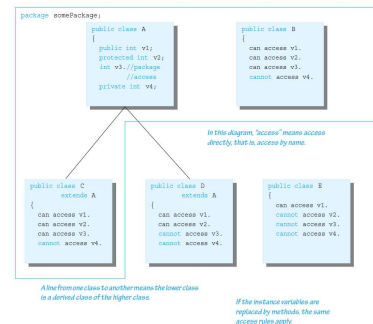 package somePackage;
public class A
{
public int v1;
protected int v2;
int v3.//package
//access
private int v4;
public class B
{
can access v1.
can access v2.
can access v3.
cannot access v4.
In this diagram, "access" means access
directly, that is, access by name.
public class C
extends A
{
can access v1.
can access v2.
can access v3.
cannot access v4.
public class D
extends A
{
can access v1.
can access v2.
cannot access v3.
cannot access v4.
public class E
{
can access v1.
cannot access v2.
cannot access v3.
cannot access v4.
A line from one class to another means the lower class
is a derived class of the higher class.
If the instance variables are
replaced by methods, the same
access rules apply.